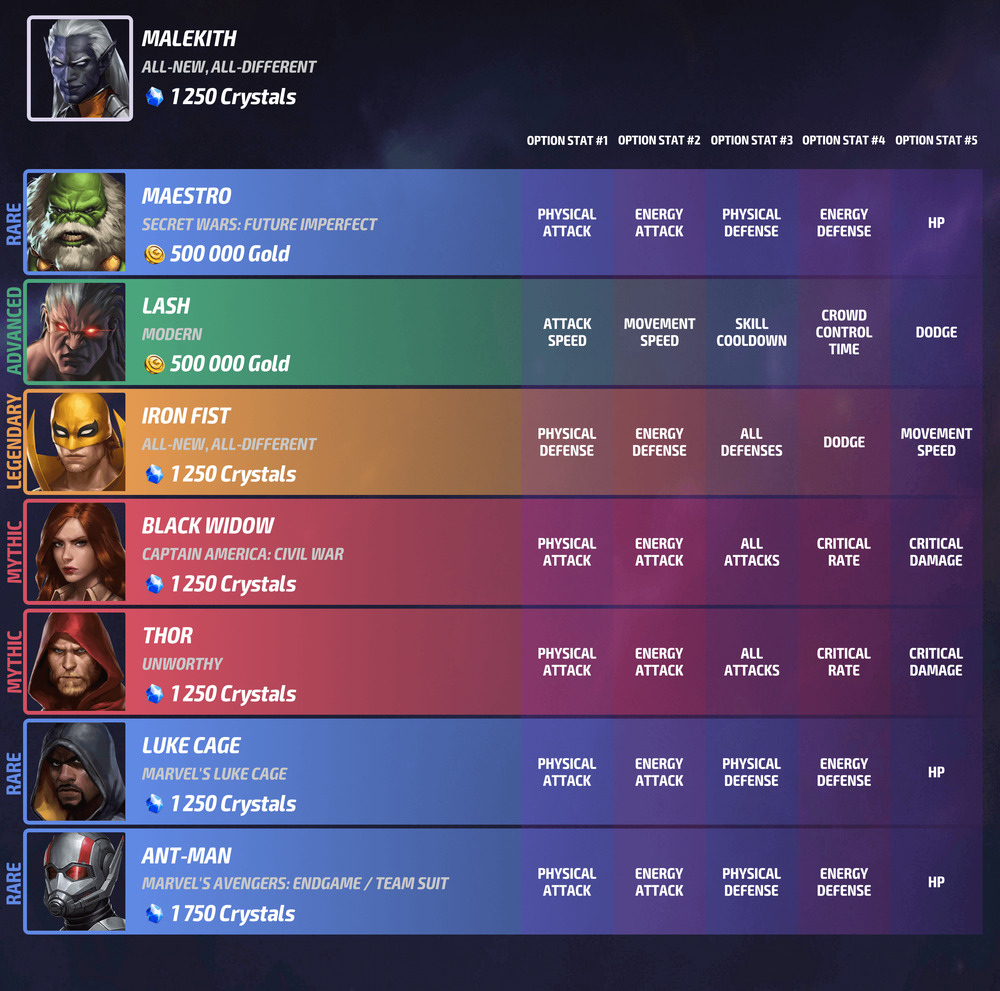 MALEKITH
ALL-NEW, ALL-DIFFERENT
1 250 Crystals
OPTION STAT #1 OPTION STAT #2 OPTION STAT #3 OPTION STAT #4 OPTION STAT #5
RARE
MAESTRO
SECRET WARS: FUTURE IMPERFECT
500 000 Gold
PHYSICAL
ATTACK
ENERGY
ATTACK
PHYSICAL
DEFENSE
ENERGY
DEFENSE
HP
ADVANCED
LASH
MODERN
500 000 Gold
ATTACK
SPEED
MOVEMENT
SPEED
SKILL
COOLDOWN
CROWD
CONTROL
TIME
DODGE
LEGENDARY
IRON FIST
ALL-NEW, ALL-DIFFERENT
1 250 Crystals
PHYSICAL
DEFENSE
ENERGY
DEFENSE
ALL
DEFENSES
DODGE
MOVEMENT
SPEED
MYTHIC
BLACK WIDOW
CAPTAIN AMERICA: CIVIL WAR
1 250 Crystals
PHYSICAL
ATTACK
ENERGY
ATTACK
ALL
ATTACKS
CRITICAL
RATE
CRITICAL
DAMAGE
MYTHIC
THOR
UNWORTHY
1 250 Crystals
PHYSICAL
ATTACK
ENERGY
ATTACK
ALL
ATTACKS
CRITICAL
RATE
CRITICAL
DAMAGE
RARE
LUKE CAGE
MARVEL'S LUKE CAGE
1 250 Crystals
PHYSICAL
ATTACK
ENERGY
ATTACK
PHYSICAL
DEFENSE
ENERGY
DEFENSE
HP
RARE
ANT-MAN
MARVEL'S AVENGERS: ENDGAME / TEAM SUIT
1 750 Crystals
PHYSICAL
ATTACK
ENERGY
ATTACK
PHYSICAL
DEFENSE
ENERGY
DEFENSE
HP